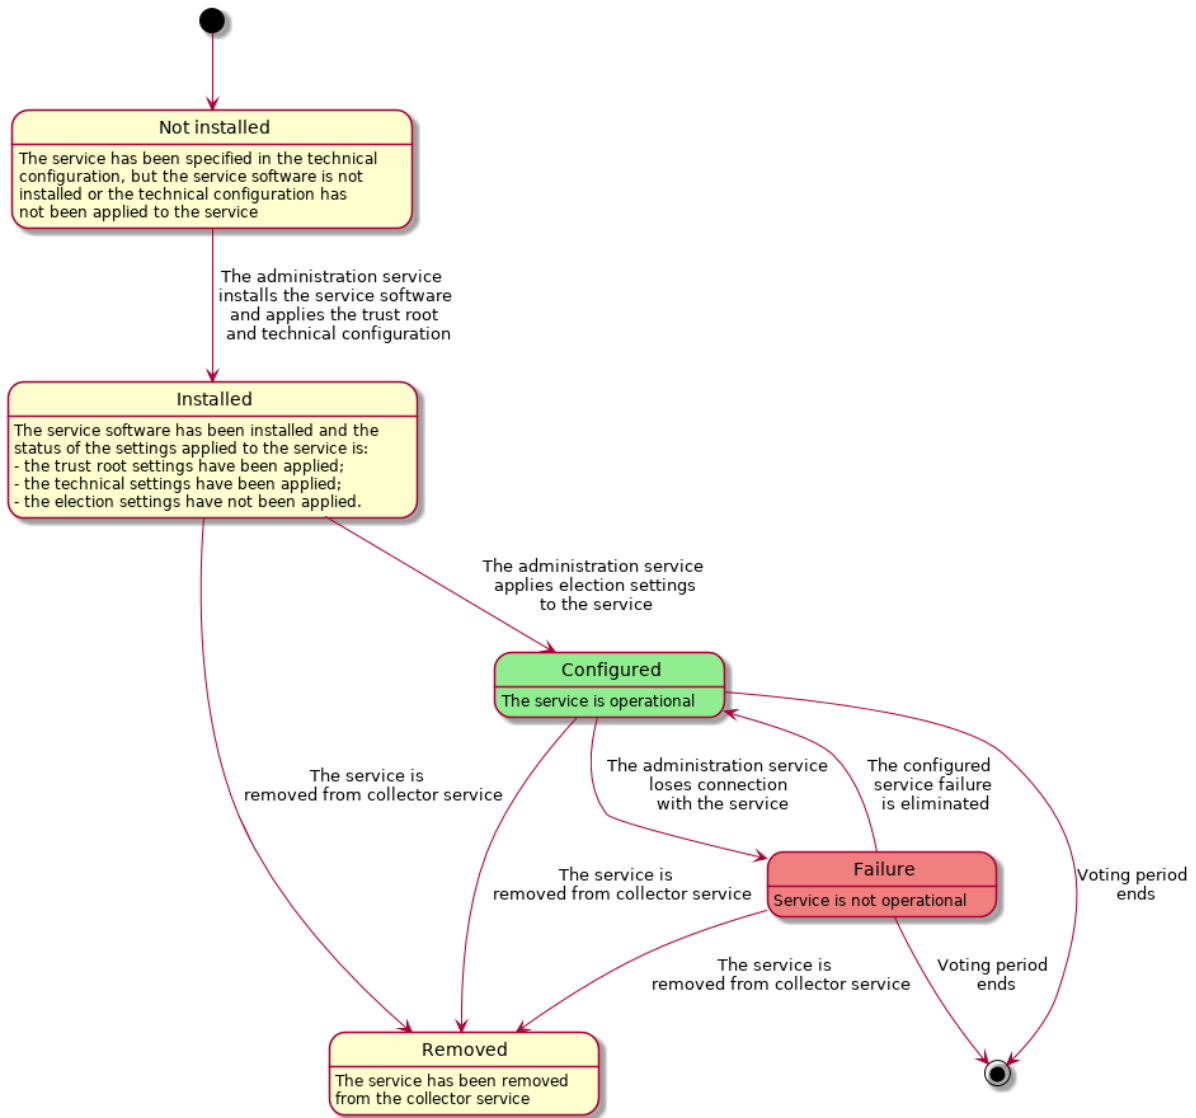 Not installed
The service has been specified in the technical
configuration, but the service software is not
installed or the technical configuration has
not been applied to the service
The administration service
installs the service software
and applies the trust root
and technical configuration
Installed
The service software has been installed and the
status of the settings applied to the service is:
- the trust root settings have been applied;
- the technical settings have been applied;
- the election settings have not been applied.
The administration service
applies election settings
to the service
Configured
The service is operational
The service is
removed from collector service
The administration service
loses connection
with the service
The configured
service failure
is eliminated
Voting period
ends
The service is
removed from collector service
Failure
Service is not operational
The service is
removed from collector service
Voting period
ends
Removed
The service has been removed
from the collector service